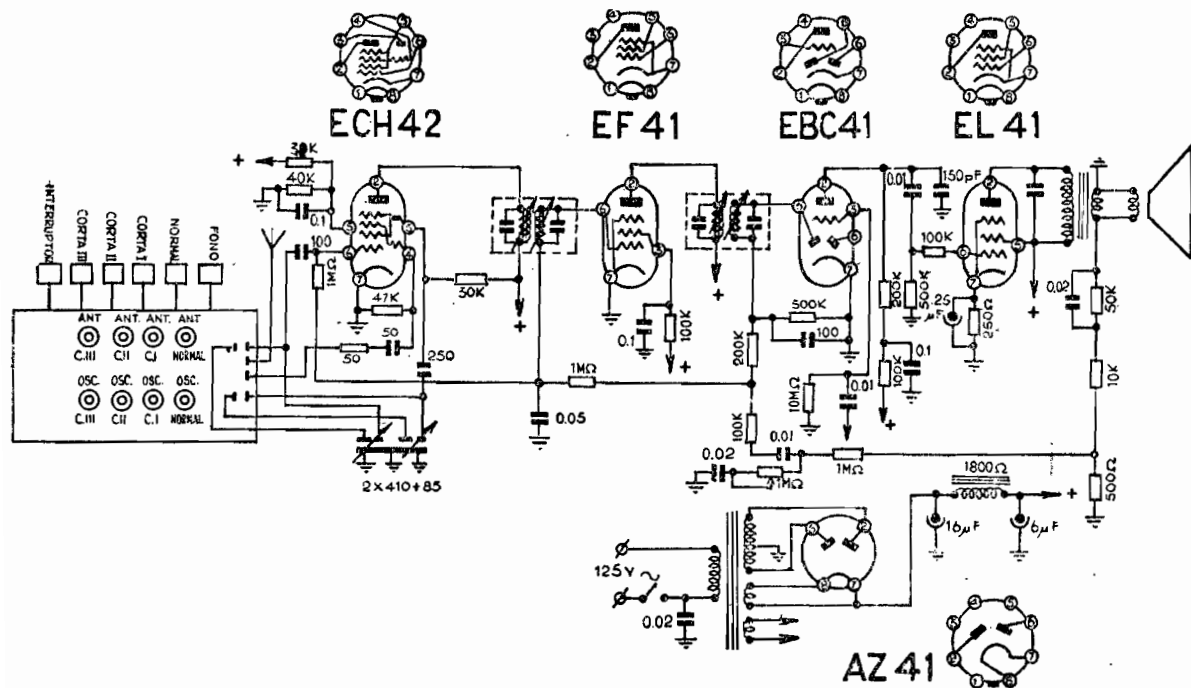 ECH42
EF41
EBC41
EL41
+
30K
40K
0.1
100
1MΩ
47K
50
50
250
30K
+
INTERRUPTOR
CORTA III
CORTA II
CORTA I
NORMAL
FONO
ANT
ANT.
ANT.
ANT
C.III
C.II
C.I
NORMAL
OSC.
OSC.
OSC.
OSC.
C.III
C.II
C.I
NORMAL
2x410+85
0.05
1MΩ
0.1
100K
+
+
200K
500K
100
100K
0.01
0.02
1MΩ
10MΩ
0.01
1MΩ
200K
100K
0.1
+
0.01
150pF
100K
500K
25 µF
250Ω
+
0.02
50K
10K
500Ω
1800Ω
+
16µF
6µF
125V
0.02
AZ41